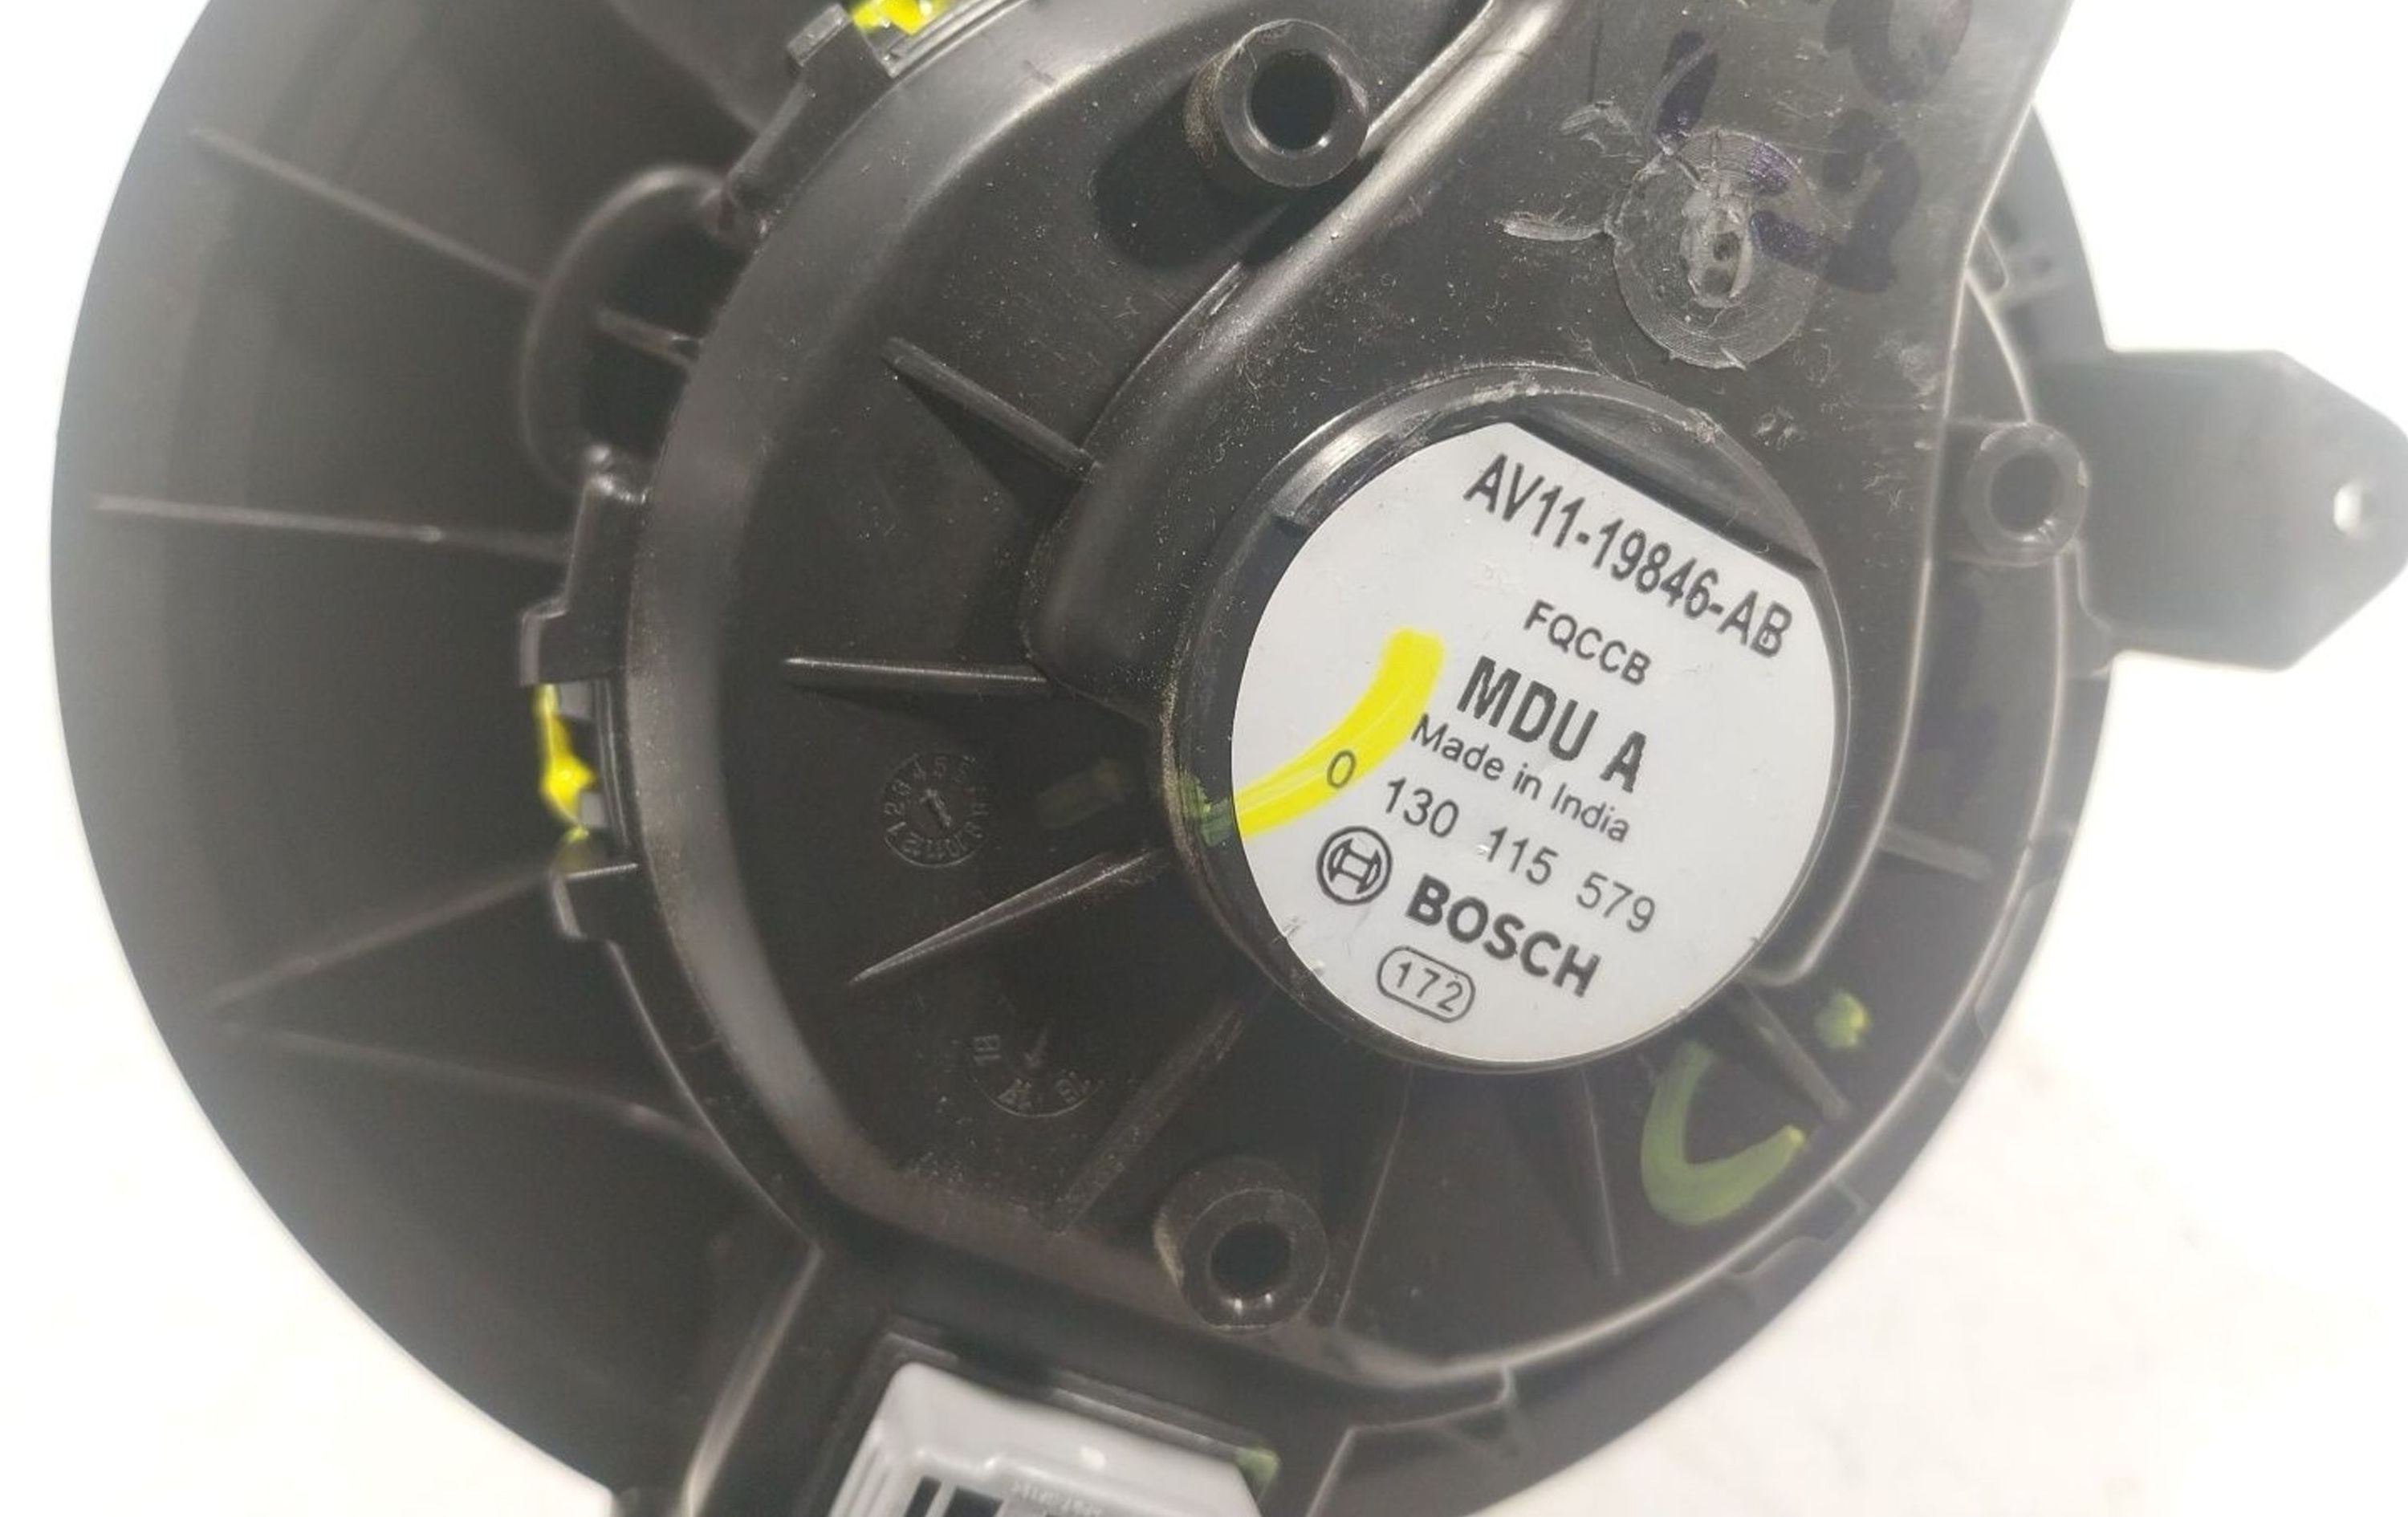 AV11-19846-AB
FQCCB
MDU A
Made in India
0 130 115 579
BOSCH
172